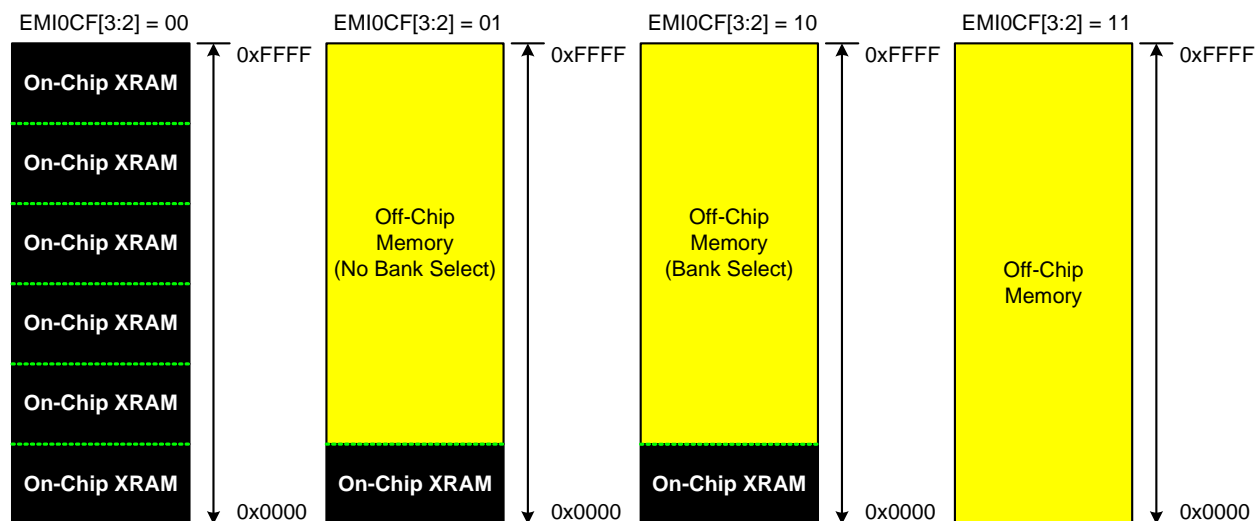 EMI0CF[3:2] = 00
EMI0CF[3:2] = 01
EMI0CF[3:2] = 10
EMI0CF[3:2] = 11
0xFFFF
0xFFFF
0xFFFF
0xFFFF
On-Chip XRAM
On-Chip XRAM
On-Chip XRAM
On-Chip XRAM
On-Chip XRAM
On-Chip XRAM
Off-Chip
Memory
(No Bank Select)
On-Chip XRAM
Off-Chip
Memory
(Bank Select)
On-Chip XRAM
Off-Chip
Memory
0x0000
0x0000
0x0000
0x0000